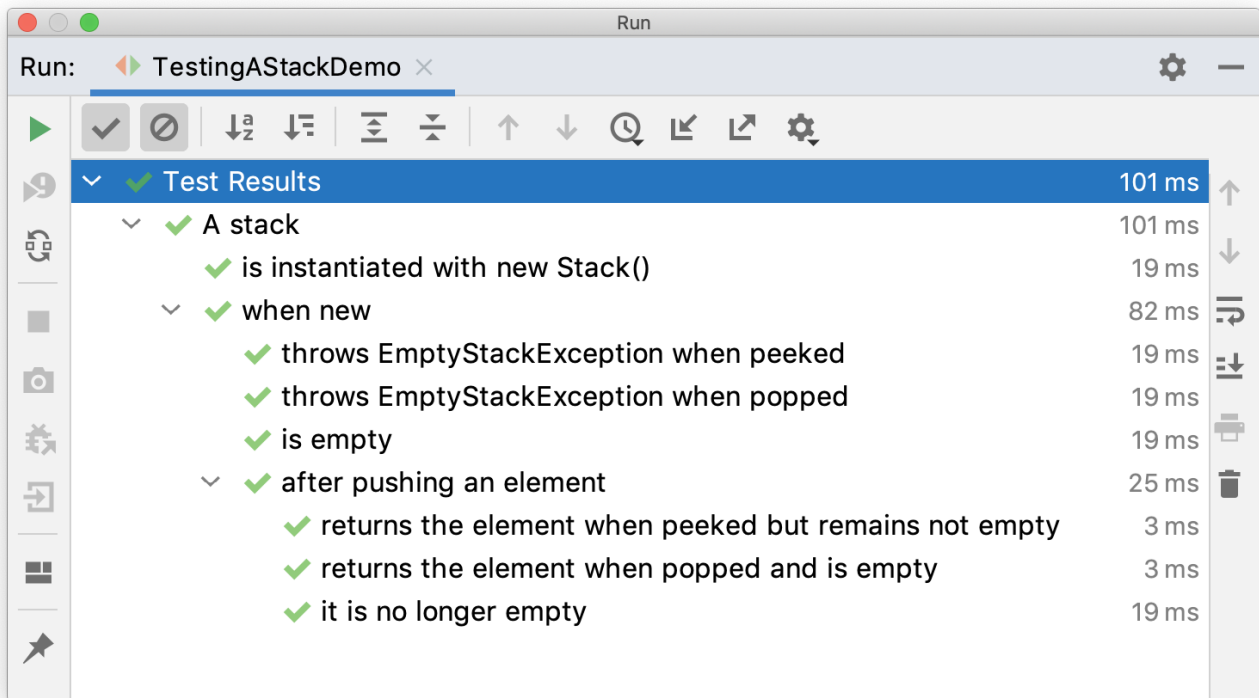 Run
Run: TestingAStackDemo
Test Results 101 ms
A stack 101 ms
is instantiated with new Stack() 19 ms
when new 82 ms
throws EmptyStackException when peeked 19 ms
throws EmptyStackException when popped 19 ms
is empty 19 ms
after pushing an element 25 ms
returns the element when peeked but remains not empty 3 ms
returns the element when popped and is empty 3 ms
it is no longer empty 19 ms